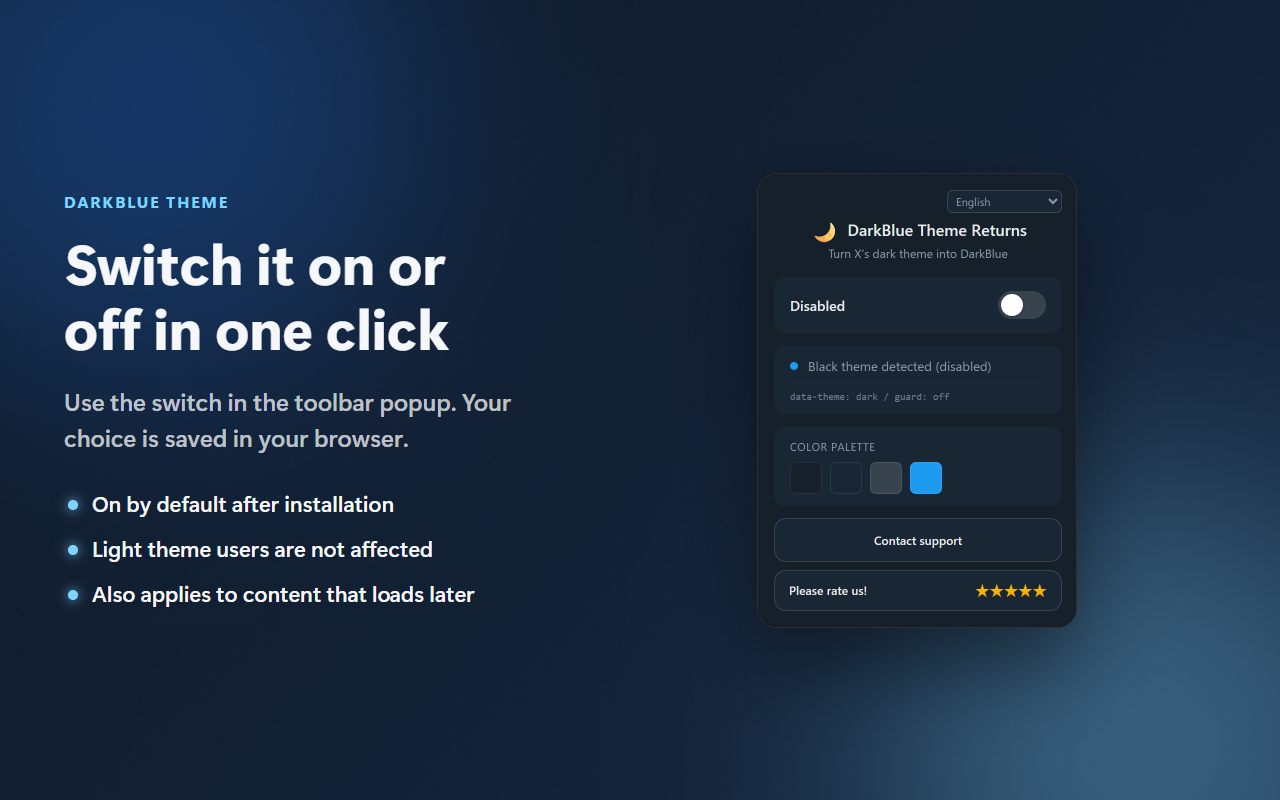 DARKBLUE THEME
Switch it on or
off in one click
Use the switch in the toolbar popup. Your
choice is saved in your browser.
On by default after installation
Light theme users are not affected
Also applies to content that loads later
English
DarkBlue Theme Returns
Turn X's dark theme into DarkBlue
Disabled
Black theme detected (disabled)
data-theme: dark / guard: off
COLOR PALETTE
Contact support
Please rate us! ★★★★★